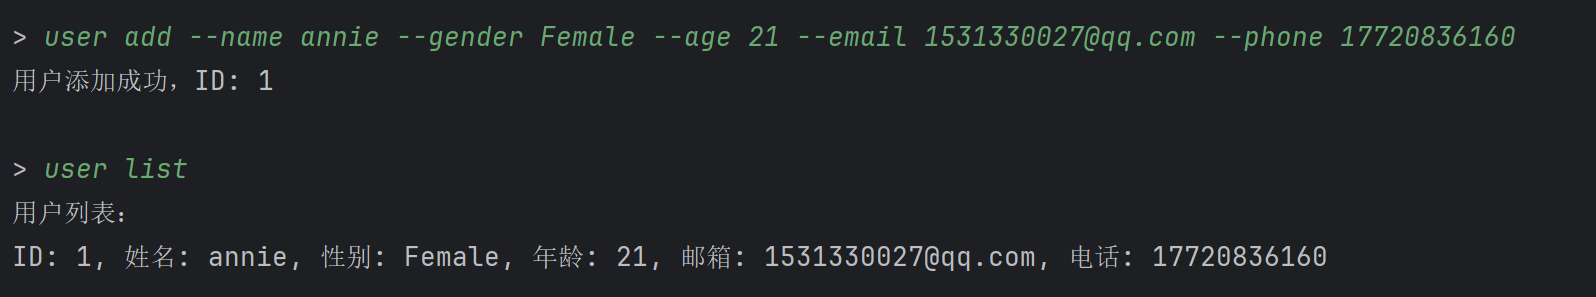 > user add --name annie --gender Female --age 21 --email 1531330027@qq.com --phone 17720836160
用户添加成功，ID: 1
> user list
用户列表：
ID: 1, 姓名: annie, 性别: Female, 年龄: 21, 邮箱: 1531330027@qq.com, 电话: 17720836160